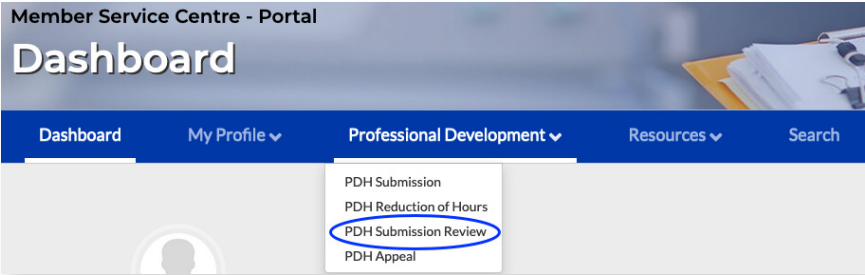 Member Service Centre - Portal
Dashboard
Dashboard My Profile Professional Development Resources Search
PDH Submission
PDH Reduction of Hours
PDH Submission Review
PDH Appeal